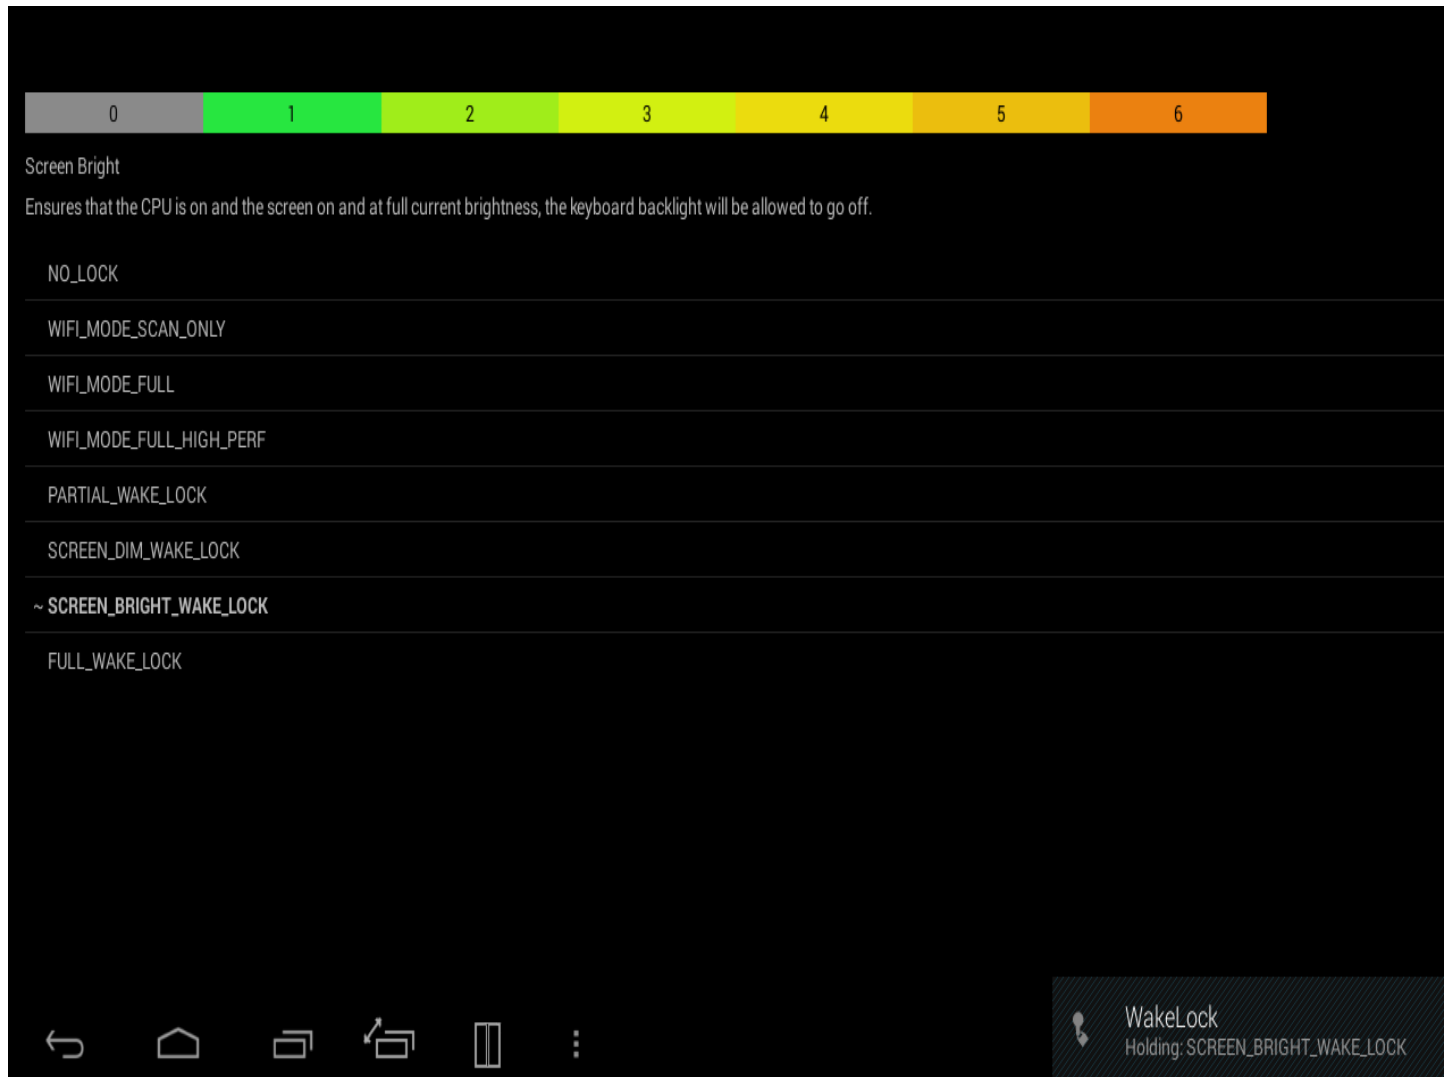 0 1 2 3 4 5 6
Screen Bright
Ensures that the CPU is on and the screen on and at full current brightness, the keyboard backlight will be allowed to go off.
NO_LOCK
WIFI_MODE_SCAN_ONLY
WIFI_MODE_FULL
WIFI_MODE_FULL_HIGH_PERF
PARTIAL_WAKE_LOCK
SCREEN_DIM_WAKE_LOCK
~ SCREEN_BRIGHT_WAKE_LOCK
FULL_WAKE_LOCK
WakeLock
Holding: SCREEN_BRIGHT_WAKE_LOCK